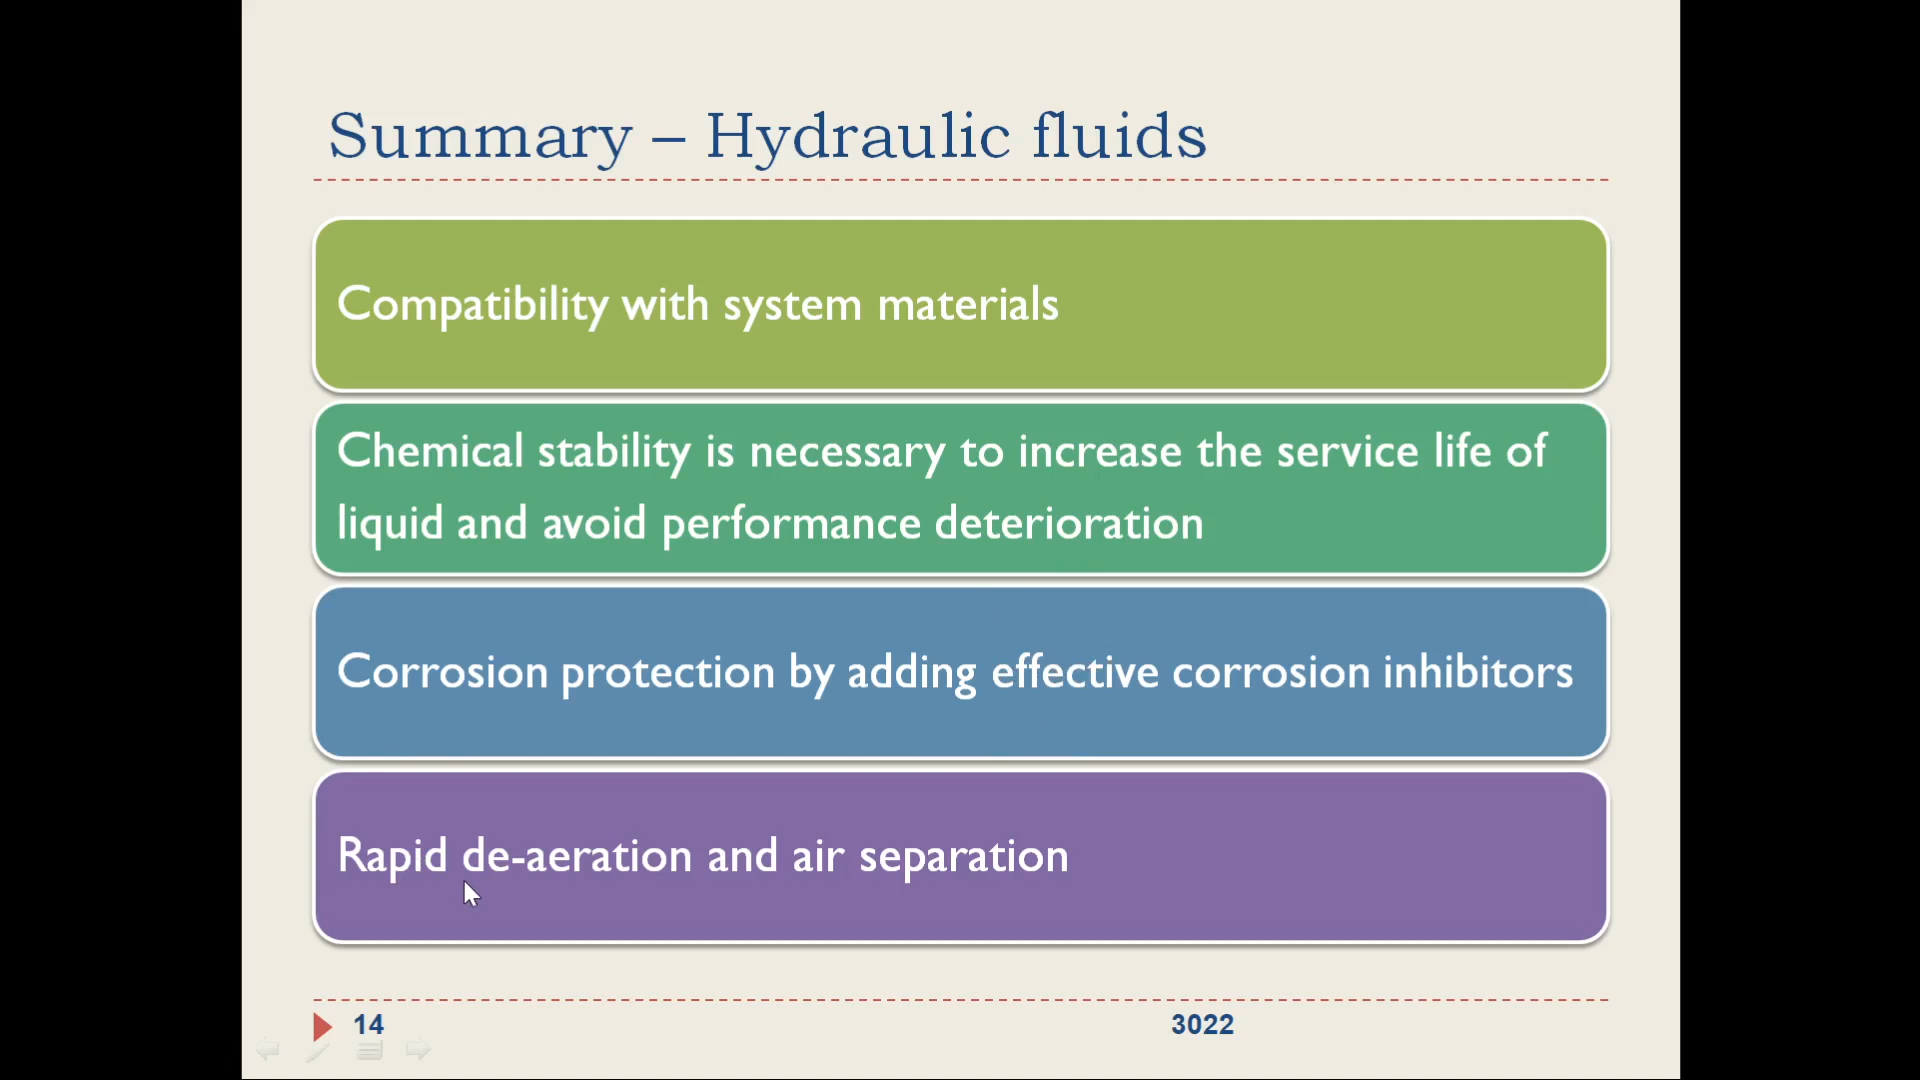 Summary – Hydraulic fluids
Compatibility with system materials
Chemical stability is necessary to increase the service life of
liquid and avoid performance deterioration
Corrosion protection by adding effective corrosion inhibitors
Rapid de-aeration and air separation
14
3022